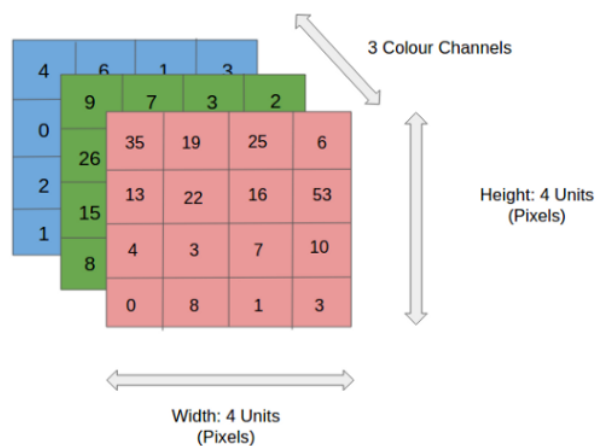 3 Colour Channels
4 6 1 3
0
2
1
9 7 3 2
26
15
8
35 19 25 6
13 22 16 53
4 3 7 10
0 8 1 3
Height: 4 Units
(Pixels)
Width: 4 Units
(Pixels)